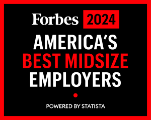 Forbes 2024
AMERICA'S
BEST MIDSIZE
EMPLOYERS
POWERED BY STATISTA